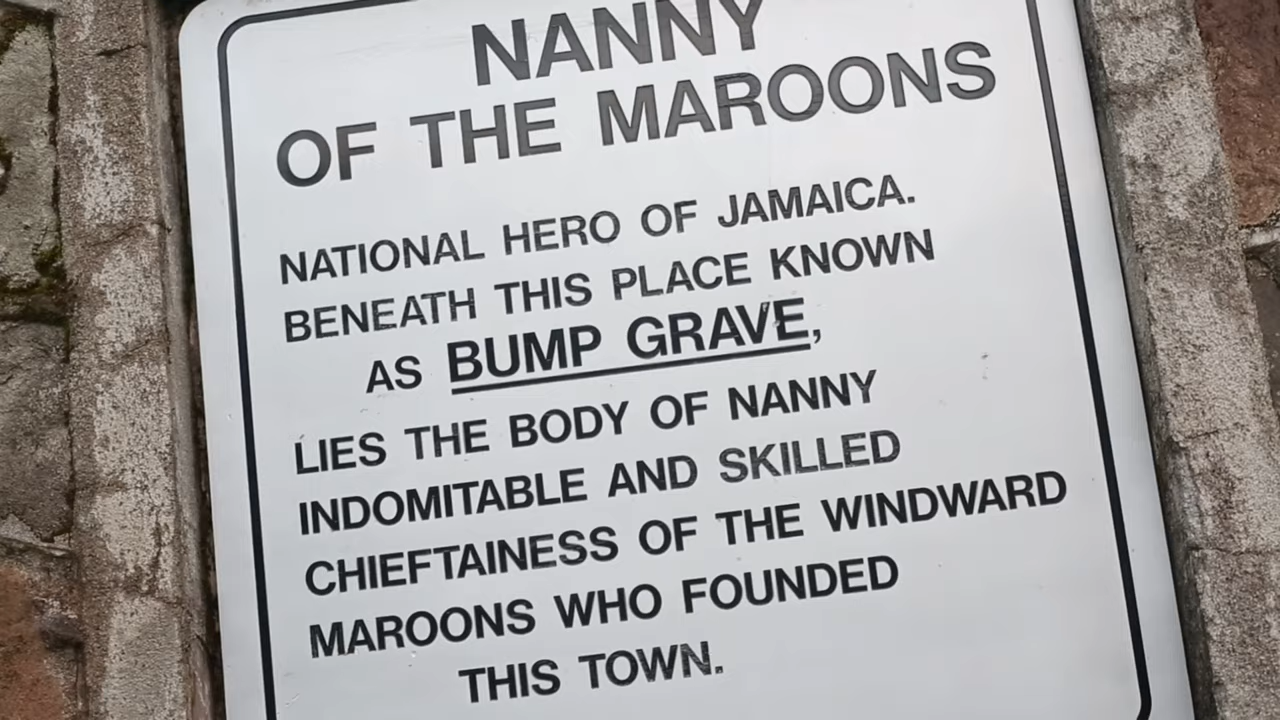 NANNY
OF THE MAROONS
NATIONAL HERO OF JAMAICA.
BENEATH THIS PLACE KNOWN
AS BUMP GRAVE,
LIES THE BODY OF NANNY
INDOMITABLE AND SKILLED
CHIEFTAINESS OF THE WINDWARD
MAROONS WHO FOUNDED
THIS TOWN.